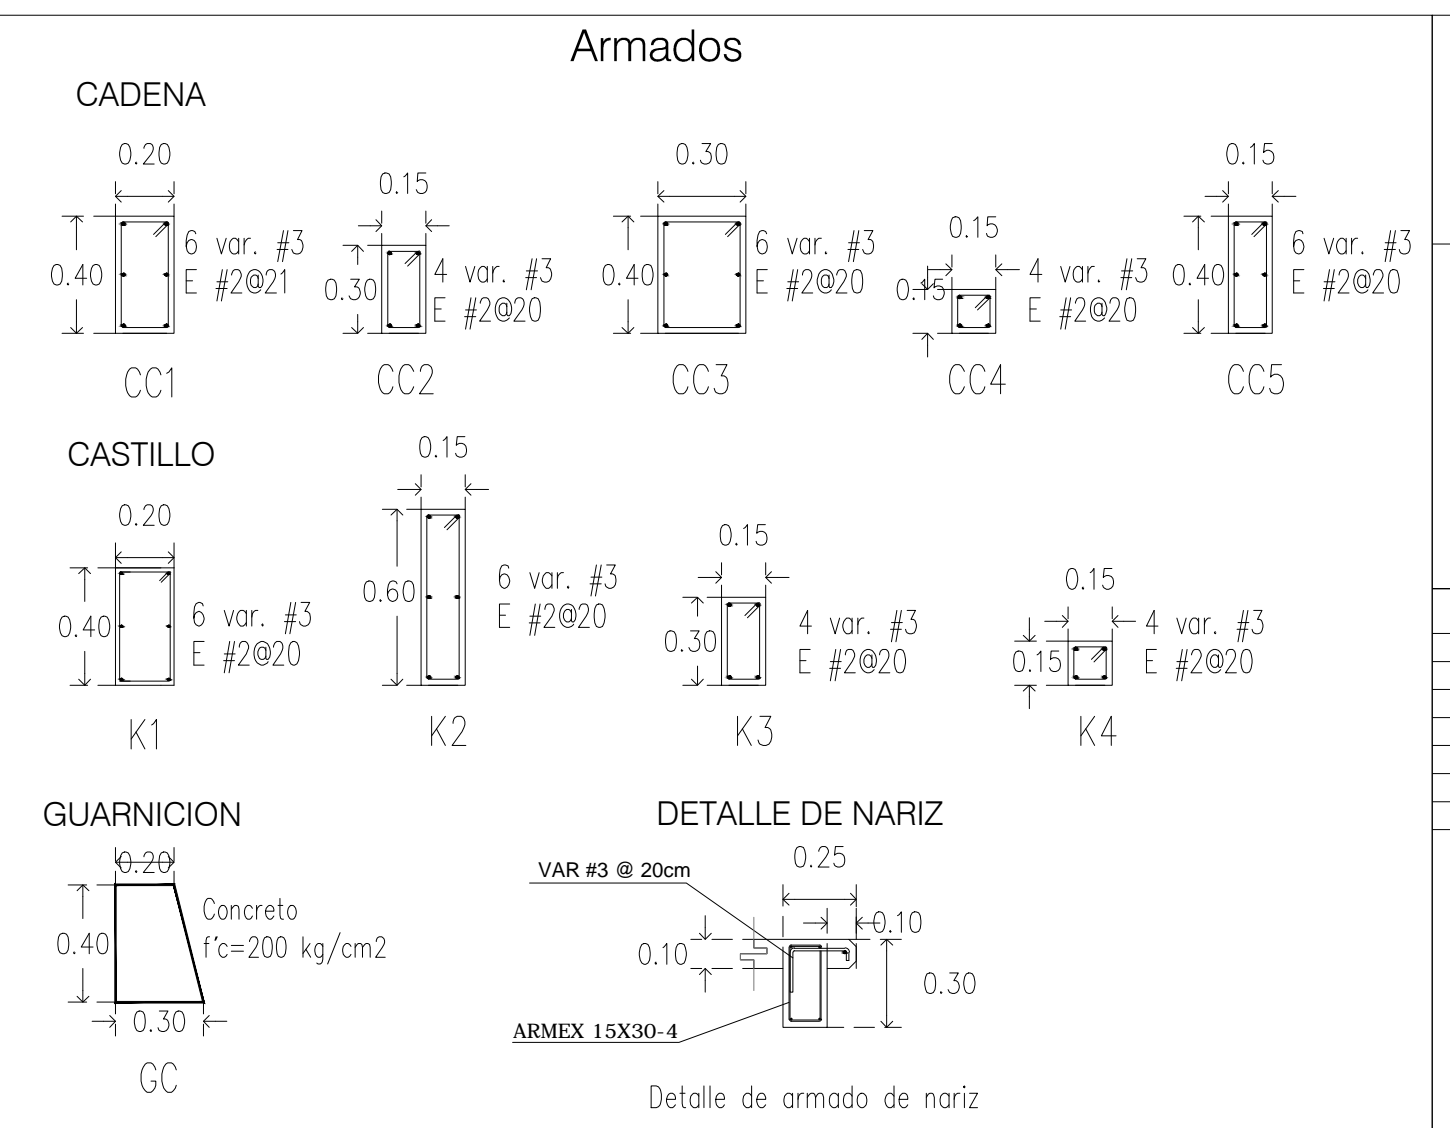 Armados
CADENA
0.20
0.40
6 var. #3
E #2@21
CC1
0.15
0.30
4 var. #3
E #2@20
CC2
0.30
0.40
6 var. #3
E #2@20
CC3
0.15
0.15
4 var. #3
E #2@20
CC4
0.15
0.40
6 var. #3
E #2@20
CC5
CASTILLO
0.20
0.40
6 var. #3
E #2@20
K1
0.15
0.60
6 var. #3
E #2@20
K2
0.15
0.30
4 var. #3
E #2@20
K3
0.15
0.15
4 var. #3
E #2@20
K4
GUARNICION
0.20
0.40
Concreto
f'c=200 kg/cm2
0.30
GC
DETALLE DE NARIZ
0.25
VAR #3 @ 20cm
0.10
0.10
0.30
ARMEX 15X30-4
Detalle de armado de nariz